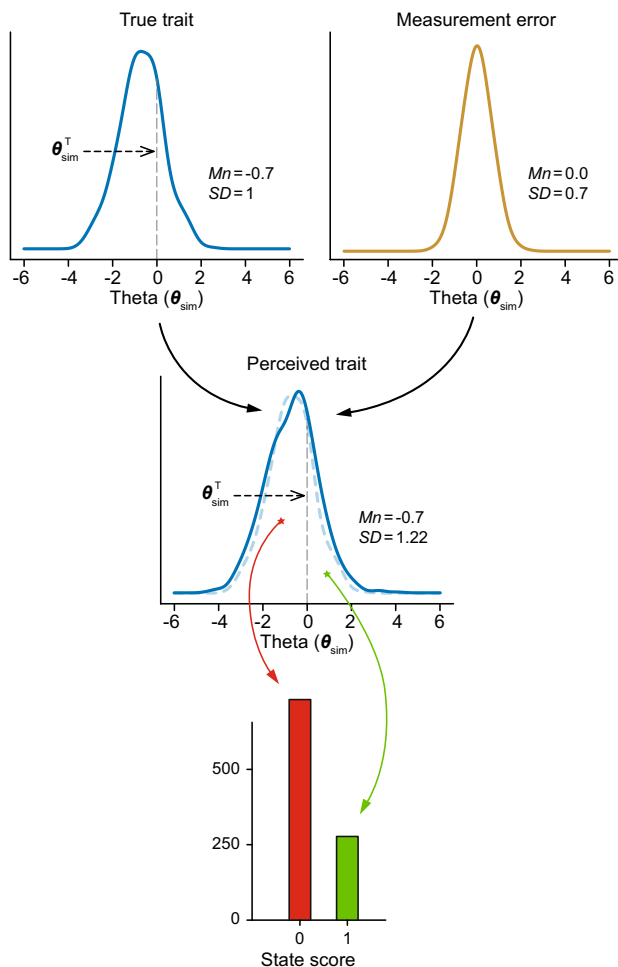 True trait
Measurement error
θ^T_sim
Mn=-0.7
SD=1
Mn=0.0
SD=0.7
-6 -4 -2 0 2 4 6
Theta (θ_sim)
-6 -4 -2 0 2 4 6
Theta (θ_sim)
Perceived trait
θ^T_sim
Mn=-0.7
SD=1.22
-6 -4 -2 0 2 4 6
Theta (θ_sim)
500
250
0
0 1
State score